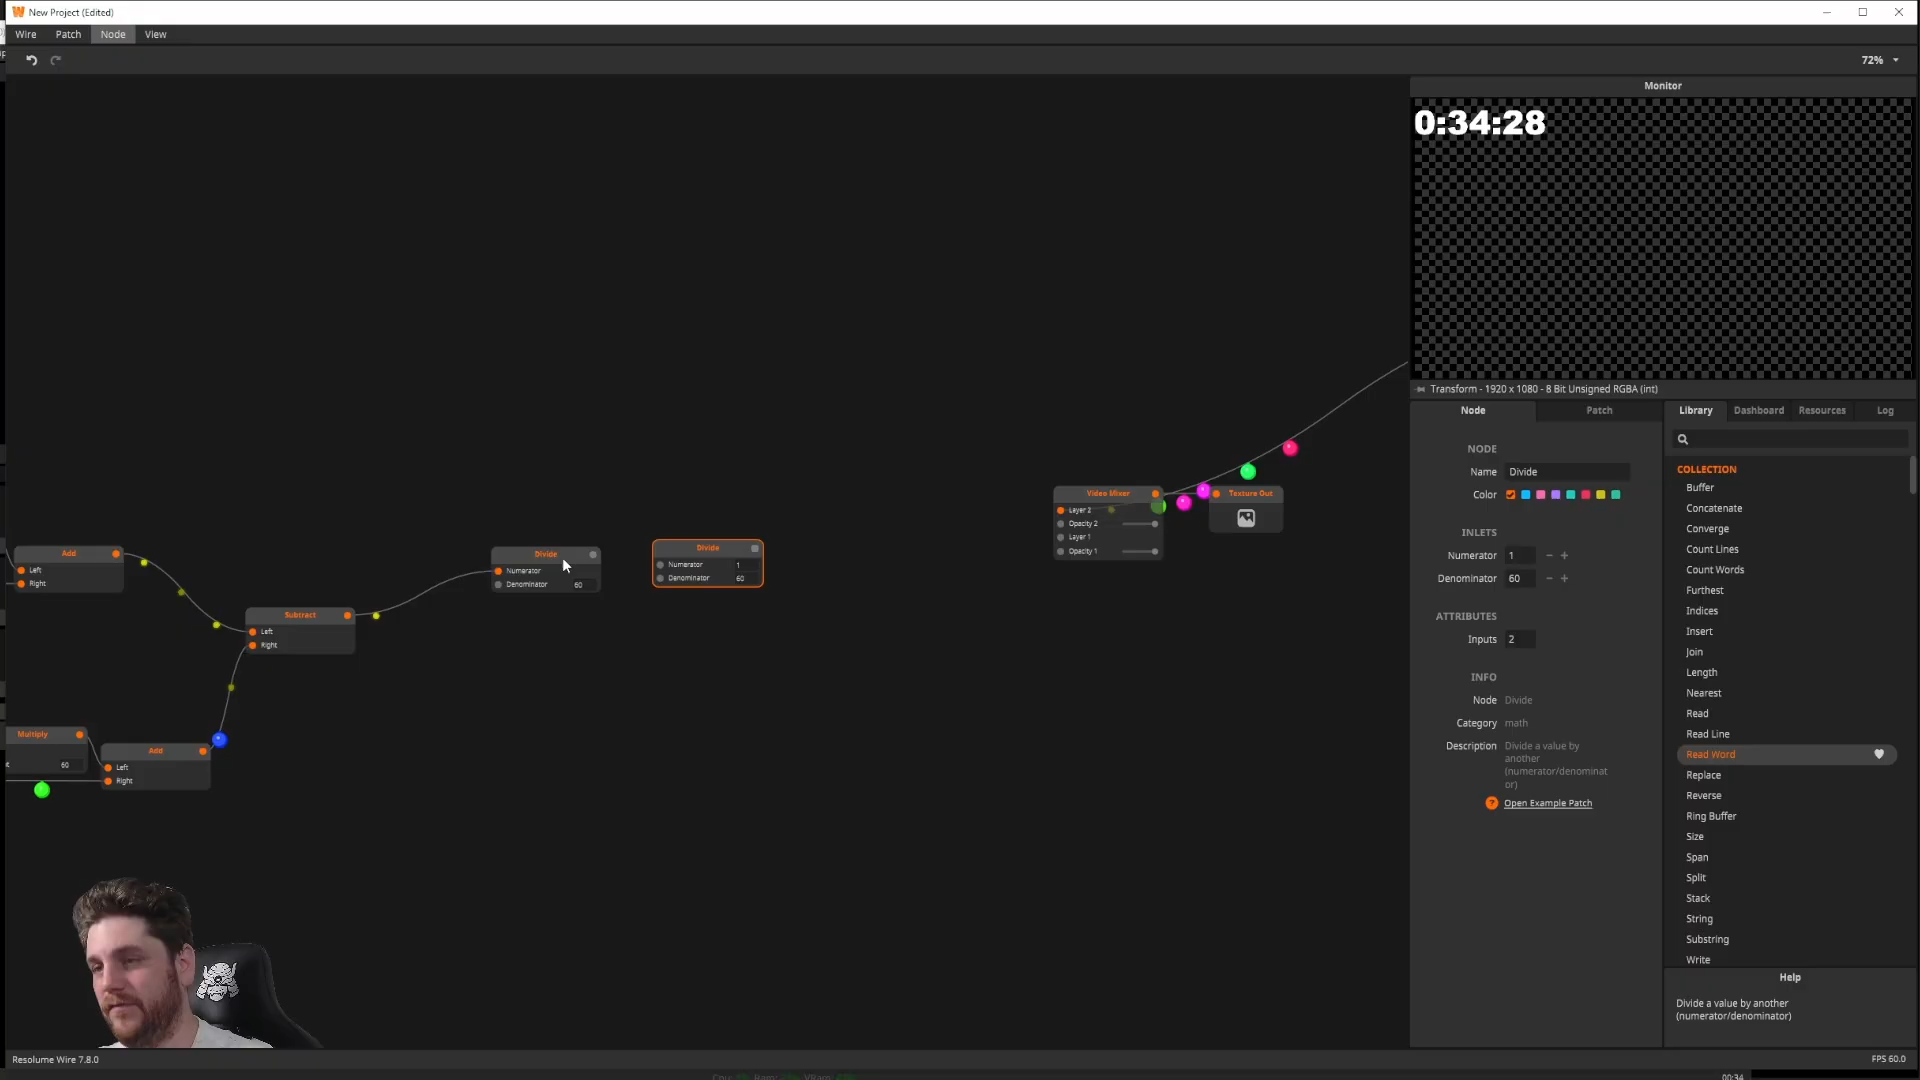 New Project (Edited)
Wire Patch Node View
72%
Monitor
0:34:28
Transform - 1920 x 1080 - 8 Bit Unsigned RGBA (int)
Node Patch
Library Dashboard Resources Log
NODE
Name Divide
Color
INLETS
Numerator 1 − +
Denominator 60 − +
ATTRIBUTES
Inputs 2
INFO
Node Divide
Category math
Description Divide a value by
another
(numerator/denominat
or)
? Open Example Patch
COLLECTION
Buffer
Concatenate
Converge
Count Lines
Count Words
Furthest
Indices
Insert
Join
Length
Nearest
Read
Read Line
Read Word
Replace
Reverse
Ring Buffer
Size
Span
Split
Stack
String
Substring
Write
Help
Divide a value by another
(numerator/denominator)
Add
Left
Right
Subtract
Left
Right
Multiply
60
Add
Left
Right
Divide
Numerator
Denominator 60
Divide
Numerator 1
Denominator 60
Video Mixer
Layer 2
Opacity 2
Layer 1
Opacity 1
Texture Out
Resolume Wire 7.8.0
FPS 60.0
00:34